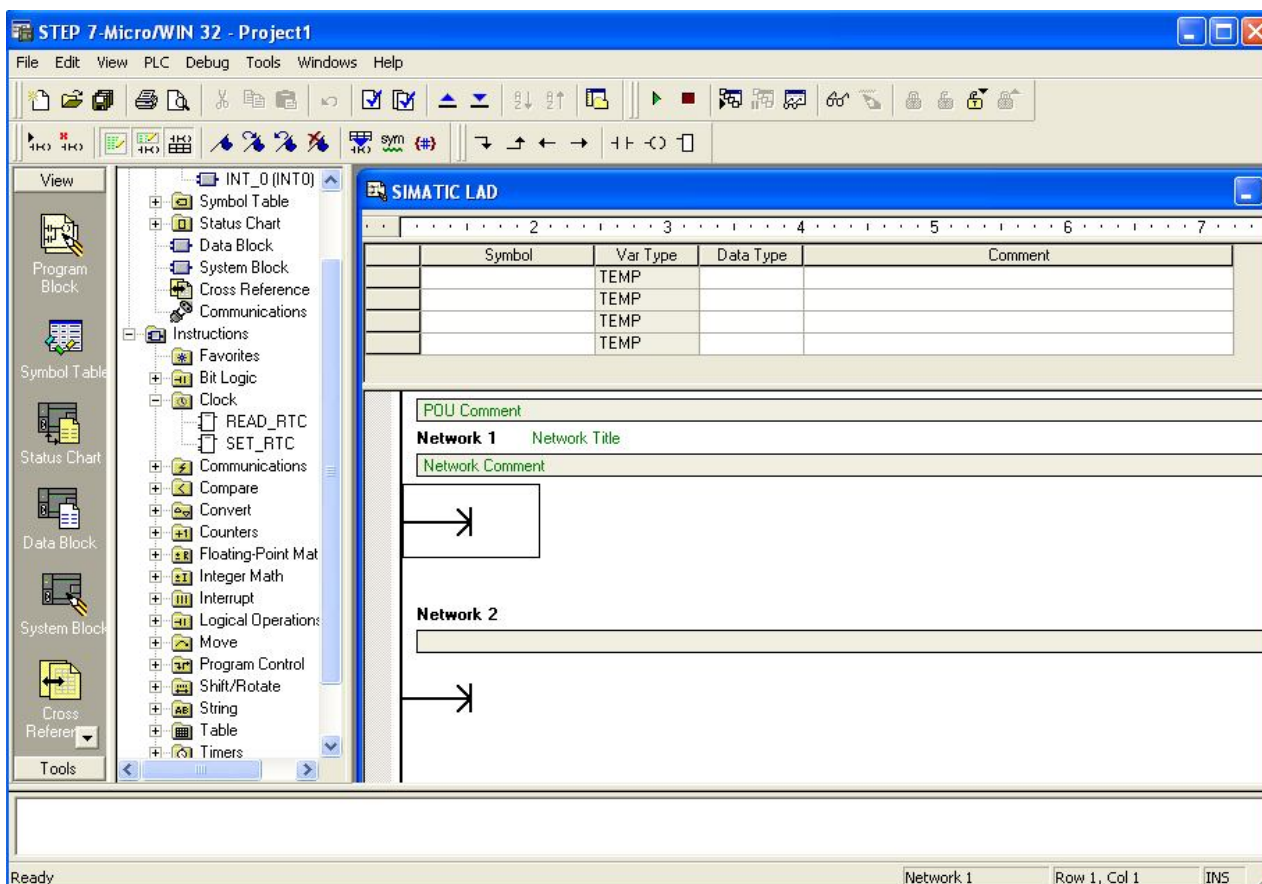 STEP 7-Micro/WIN 32 - Project1
File Edit View PLC Debug Tools Windows Help
sym
View
Program
Block
Symbol Table
Status Chart
Data Block
System Block
Cross
Tools
INT_0 (INT0)
Symbol Table
Status Chart
Data Block
System Block
Cross Reference
Communications
Instructions
Favorites
Bit Logic
Clock
READ_RTC
SET_RTC
Communications
Compare
Convert
Counters
Floating-Point Mat
Integer Math
Interrupt
Logical Operations
Move
Program Control
Shift/Rotate
String
Table
Timers
SIMATIC LAD
2 3 4 5 6 7
Symbol Var Type Data Type Comment
TEMP
TEMP
TEMP
TEMP
POU Comment
Network 1 Network Title
Network Comment
Network 2
Ready Network 1 Row 1, Col 1 INS